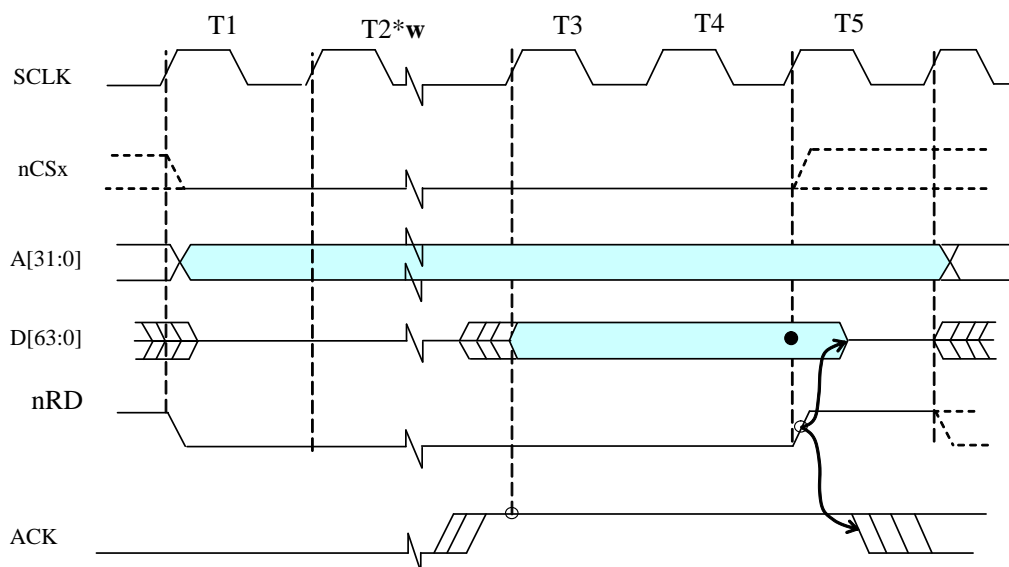 T1 T2*w T3 T4 T5
SCLK
nCSx
A[31:0]
D[63:0]
nRD
ACK